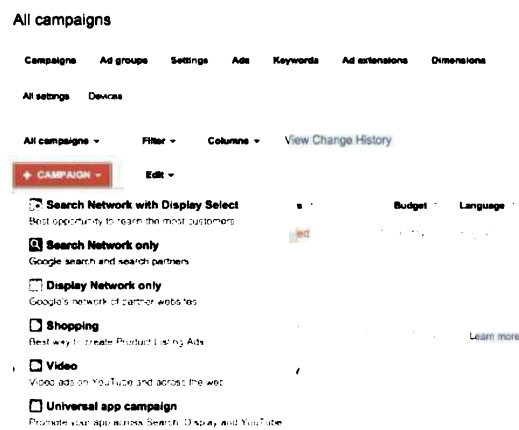 All campaigns
Campaigns Ad groups Settings Ads Keywords Ad extensions Dimensions
All settings Devices
All campaigns Filter Columns View Change History
+ CAMPAIGN Edit
Search Network with Display Select
Best opportunity to reach the most customers
Budget Language
Search Network only
Google search and search partners
Display Network only
Google's network of partner websites
Shopping
Best way to create Product Listing Ads
Learn more
Video
Video ads on YouTube and across the web
Universal app campaign
Promote your app across Search, Display and YouTube